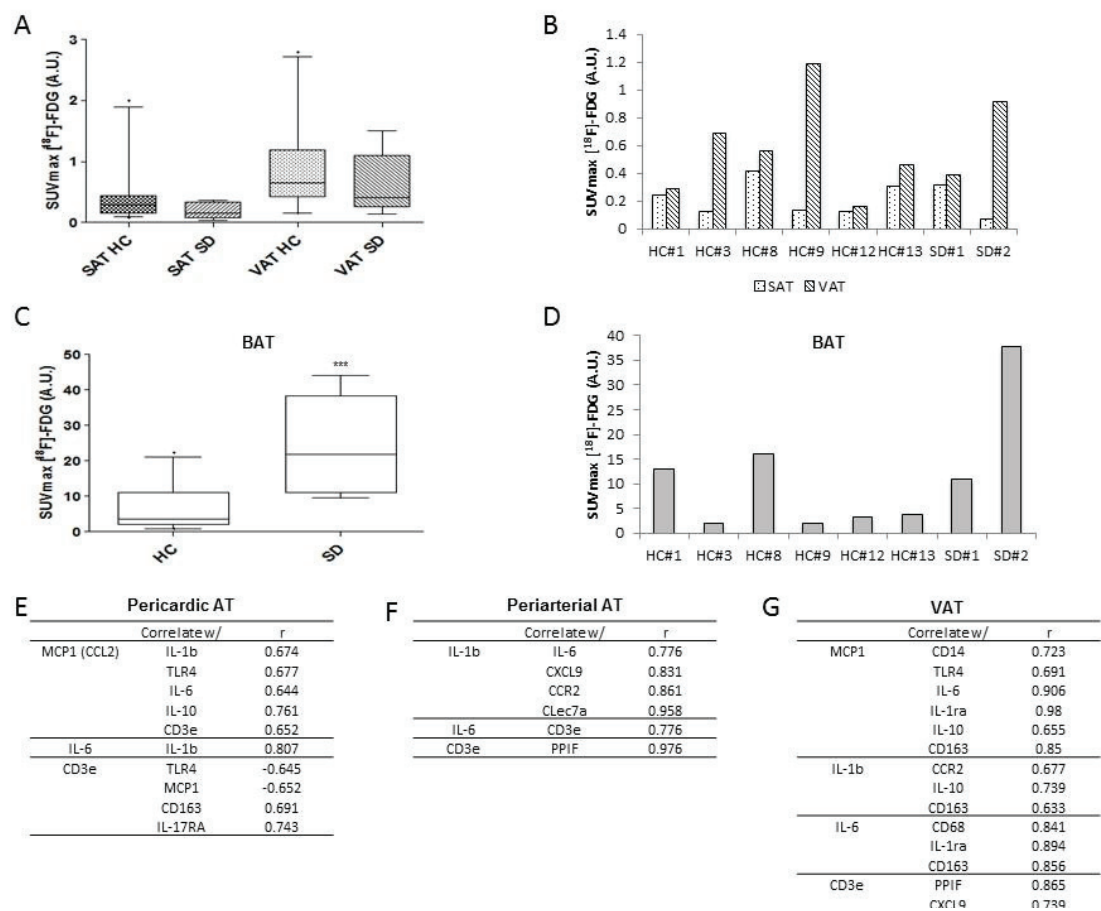 A
SUVmax [18F]-FDG (A.U.)
3
2
1
0
*
*
SAT HC
SAT SD
VAT HC
VAT SD
B
SUVmax [18F]-FDG (A.U.)
1.4
1.2
1
0.8
0.6
0.4
0.2
0
HC#1 HC#3 HC#8 HC#9 HC#12 HC#13 SD#1 SD#2
SAT VAT
C
BAT
SUVmax [18F]-FDG (A.U.)
50
40
30
20
10
0
*
***
HC
SD
D
BAT
SUVmax [18F]-FDG (A.U.)
40
35
30
25
20
15
10
5
0
HC#1 HC#3 HC#8 HC#9 HC#12 HC#13 SD#1 SD#2
E
Pericardic AT
Correlate w/ r
MCP1 (CCL2) IL-1b 0.674
TLR4 0.677
IL-6 0.644
IL-10 0.761
CD3e 0.652
IL-6 IL-1b 0.807
CD3e TLR4 -0.645
MCP1 -0.652
CD163 0.691
IL-17RA 0.743
F
Periarterial AT
Correlate w/ r
IL-1b IL-6 0.776
CXCL9 0.831
CCR2 0.861
CLec7a 0.958
IL-6 CD3e 0.776
CD3e PPIF 0.976
G
VAT
Correlate w/ r
MCP1 CD14 0.723
TLR4 0.691
IL-6 0.906
IL-1ra 0.98
IL-10 0.655
CD163 0.85
IL-1b CCR2 0.677
IL-10 0.739
CD163 0.633
IL-6 CD68 0.841
IL-1ra 0.894
CD163 0.856
CD3e PPIF 0.865
CXCL9 0.739